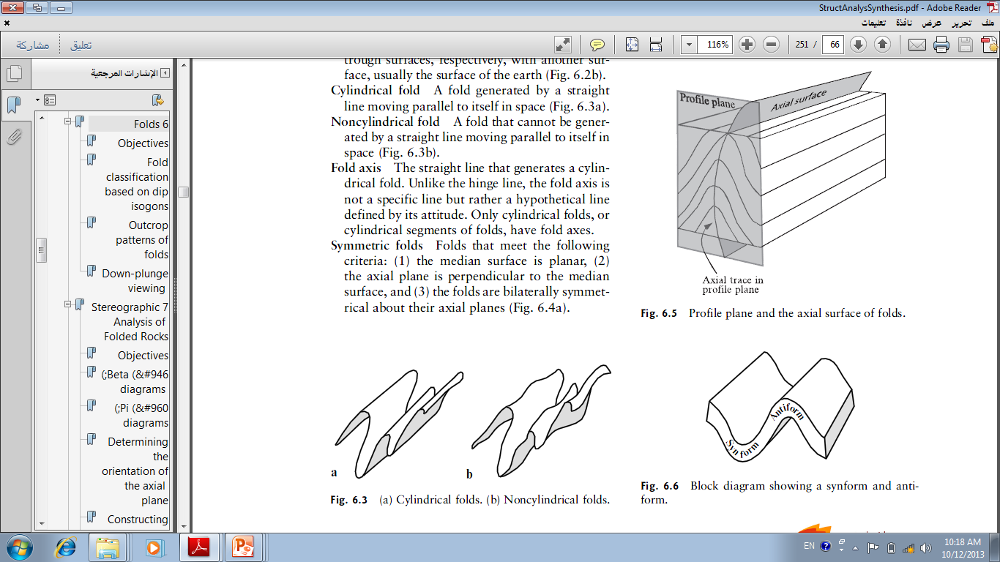 StructAnalysSynthesis.pdf - Adobe Reader
ملف تحرير عرض نافذة تعليمات
116%
251 / 66
تعليق
مشاركة
الإشارات المرجعية
Folds 6
Objectives
Fold
classification
based on dip
isogons
Outcrop
patterns of
folds
Down-plunge
viewing
Stereographic 7
Analysis of
Folded Rocks
Objectives
(;Beta (&#946
diagrams
(;Pi (&#960
diagrams
Determining
the
orientation of
the axial
plane
Constructing
trough surfaces, respectively, with another sur-
face, usually the surface of the earth (Fig. 6.2b).
Cylindrical fold A fold generated by a straight
line moving parallel to itself in space (Fig. 6.3a).
Noncylindrical fold A fold that cannot be gener-
ated by a straight line moving parallel to itself in
space (Fig. 6.3b).
Fold axis The straight line that generates a cylin-
drical fold. Unlike the hinge line, the fold axis is
not a specific line but rather a hypothetical line
defined by its attitude. Only cylindrical folds, or
cylindrical segments of folds, have fold axes.
Symmetric folds Folds that meet the following
criteria: (1) the median surface is planar, (2)
the axial plane is perpendicular to the median
surface, and (3) the folds are bilaterally symmet-
rical about their axial planes (Fig. 6.4a).
a
b
Fig. 6.3 (a) Cylindrical folds. (b) Noncylindrical folds.
Profile plane
Axial surface
Axial trace in
profile plane
Fig. 6.5 Profile plane and the axial surface of folds.
Synform
Antiform
Fig. 6.6 Block diagram showing a synform and anti-
form.
EN
10:18 AM
10/12/2013